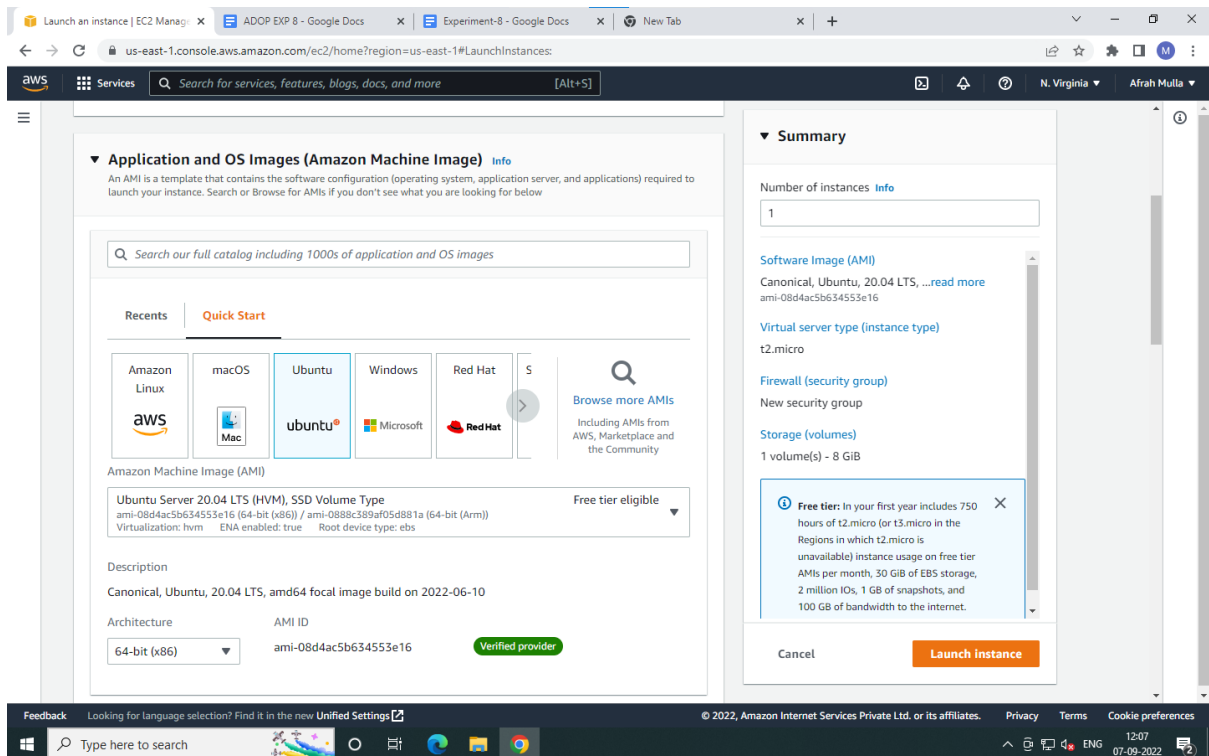 Launch an instance | EC2 Manage
ADOP EXP 8 - Google Docs
Experiment-8 - Google Docs
New Tab
us-east-1.console.aws.amazon.com/ec2/home?region=us-east-1#LaunchInstances:
M
aws
Services
Search for services, features, blogs, docs, and more
[Alt+S]
N. Virginia
Afrah Mulla
Application and OS Images (Amazon Machine Image) Info
An AMI is a template that contains the software configuration (operating system, application server, and applications) required to
launch your instance. Search or Browse for AMIs if you don't see what you are looking for below
Search our full catalog including 1000s of application and OS images
Recents
Quick Start
Amazon
Linux
aws
macOS
Mac
Ubuntu
ubuntu
Windows
Microsoft
Red Hat
Red Hat
S
Browse more AMIs
Including AMIs from
AWS, Marketplace and
the Community
Amazon Machine Image (AMI)
Ubuntu Server 20.04 LTS (HVM), SSD Volume Type
Free tier eligible
ami-08d4ac5b634553e16 (64-bit (x86)) / ami-0888c389af05d881a (64-bit (Arm))
Virtualization: hvm ENA enabled: true Root device type: ebs
Description
Canonical, Ubuntu, 20.04 LTS, amd64 focal image build on 2022-06-10
Architecture
AMI ID
64-bit (x86)
ami-08d4ac5b634553e16
Verified provider
Summary
Number of instances Info
1
Software Image (AMI)
Canonical, Ubuntu, 20.04 LTS, ...read more
ami-08d4ac5b634553e16
Virtual server type (instance type)
t2.micro
Firewall (security group)
New security group
Storage (volumes)
1 volume(s) - 8 GiB
Free tier: In your first year includes 750
hours of t2.micro (or t3.micro in the
Regions in which t2.micro is
unavailable) instance usage on free tier
AMIs per month, 30 GiB of EBS storage,
2 million IOs, 1 GB of snapshots, and
100 GB of bandwidth to the internet.
Cancel
Launch instance
Feedback
Looking for language selection? Find it in the new Unified Settings
© 2022, Amazon Internet Services Private Ltd. or its affiliates.
Privacy
Terms
Cookie preferences
Type here to search
ENG
12:07
07-09-2022
2